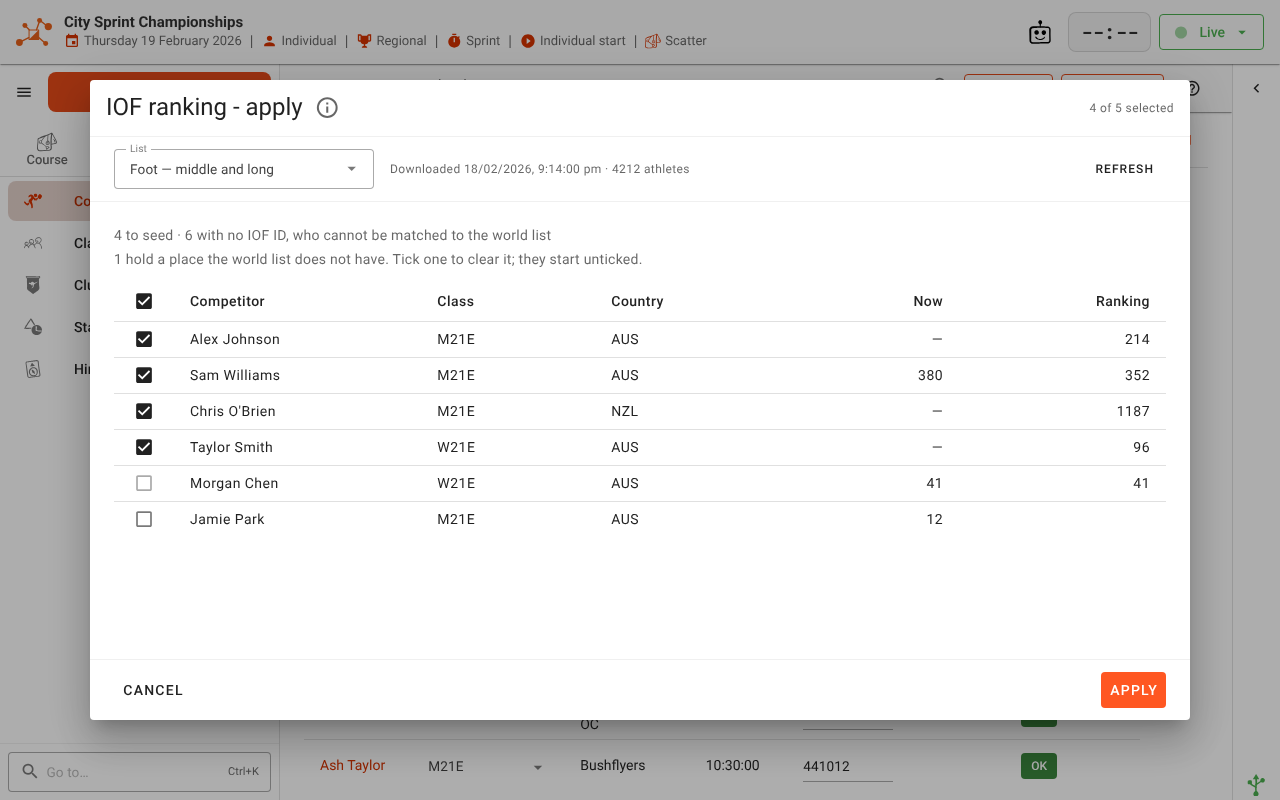 City Sprint Championships
Thursday 19 February 2026 | Individual | Regional | Sprint | Individual start | Scatter
--:--
Live
IOF ranking - apply
4 of 5 selected
List
Foot — middle and long
Downloaded 18/02/2026, 9:14:00 pm · 4212 athletes
REFRESH
Course
4 to seed · 6 with no IOF ID, who cannot be matched to the world list
1 hold a place the world list does not have. Tick one to clear it; they start unticked.
Competitor Class Country Now Ranking
Alex Johnson M21E AUS — 214
Sam Williams M21E AUS 380 352
Chris O'Brien M21E NZL — 1187
Taylor Smith W21E AUS — 96
Morgan Chen W21E AUS 41 41
Jamie Park M21E AUS 12
Co
Cla
Clu
Sta
Hir
CANCEL
APPLY
OC
Go to…
Ctrl+K
Ash Taylor M21E Bushflyers 10:30:00 441012 OK